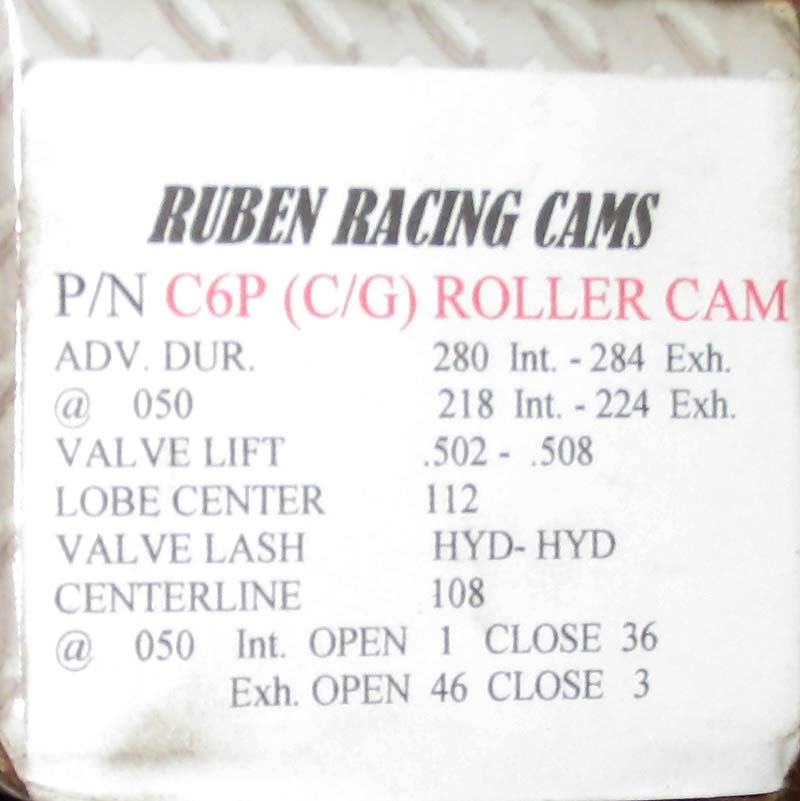 RUBEN RACING CAMS
P/N C6P (C/G) ROLLER CAM
ADV. DUR. 280 Int. - 284 Exh.
@ 050 218 Int. - 224 Exh.
VALVE LIFT .502 - .508
LOBE CENTER 112
VALVE LASH HYD- HYD
CENTERLINE 108
@ 050 Int. OPEN 1 CLOSE 36
Exh. OPEN 46 CLOSE 3